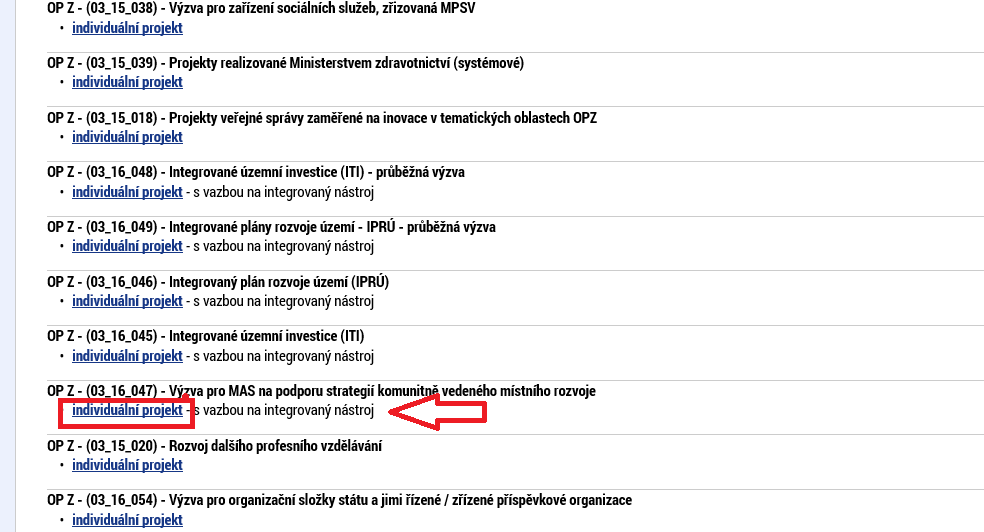 OP Z - (03_15_038) - Výzva pro zařízení sociálních služeb, zřizovaná MPSV
• individuální projekt
OP Z - (03_15_039) - Projekty realizované Ministerstvem zdravotnictví (systémové)
• individuální projekt
OP Z - (03_15_018) - Projekty veřejné správy zaměřené na inovace v tematických oblastech OPZ
• individuální projekt
OP Z - (03_16_048) - Integrované územní investice (ITI) - průběžná výzva
• individuální projekt - s vazbou na integrovaný nástroj
OP Z - (03_16_049) - Integrované plány rozvoje území - IPRÚ - průběžná výzva
• individuální projekt - s vazbou na integrovaný nástroj
OP Z - (03_16_046) - Integrovaný plán rozvoje území (IPRÚ)
• individuální projekt - s vazbou na integrovaný nástroj
OP Z - (03_16_045) - Integrované územní investice (ITI)
• individuální projekt - s vazbou na integrovaný nástroj
OP Z - (03_16_047) - Výzva pro MAS na podporu strategií komunitně vedeného místního rozvoje
• individuální projekt - s vazbou na integrovaný nástroj
OP Z - (03_15_020) - Rozvoj dalšího profesního vzdělávání
• individuální projekt
OP Z - (03_16_054) - Výzva pro organizační složky státu a jimi řízené / zřízené příspěvkové organizace
• individuální projekt